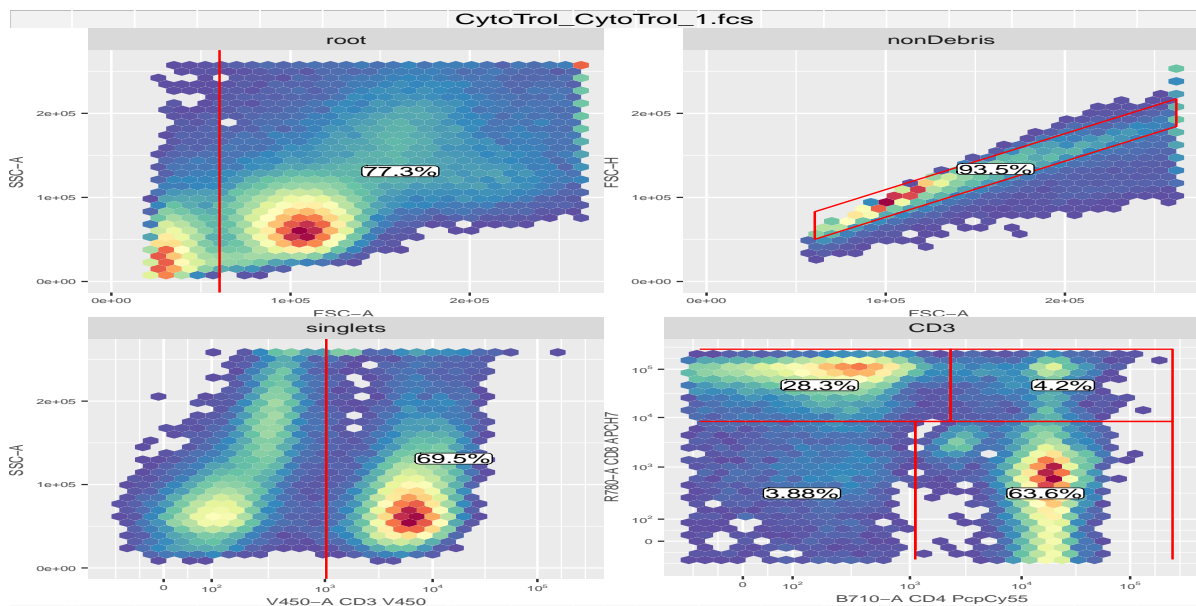 CytoTrol_CytoTrol_1.fcs
root
nonDebris
2e+05
1e+05
0e+00
SSC-A
77.3%
0e+00 1e+05 2e+05
FSC-A
2e+05
1e+05
0e+00
FSC-H
93.5%
0e+00 1e+05 2e+05
FSC-A
singlets
CD3
2e+05
1e+05
0e+00
SSC-A
69.5%
0 10² 10³ 10⁴ 10⁵
V450-A CD3 V450
10⁵
10⁴
10³
10²
0
R780-A CD8 APCH7
28.3% 4.2%
3.88% 63.6%
0 10² 10³ 10⁴ 10⁵
B710-A CD4 PcpCy55